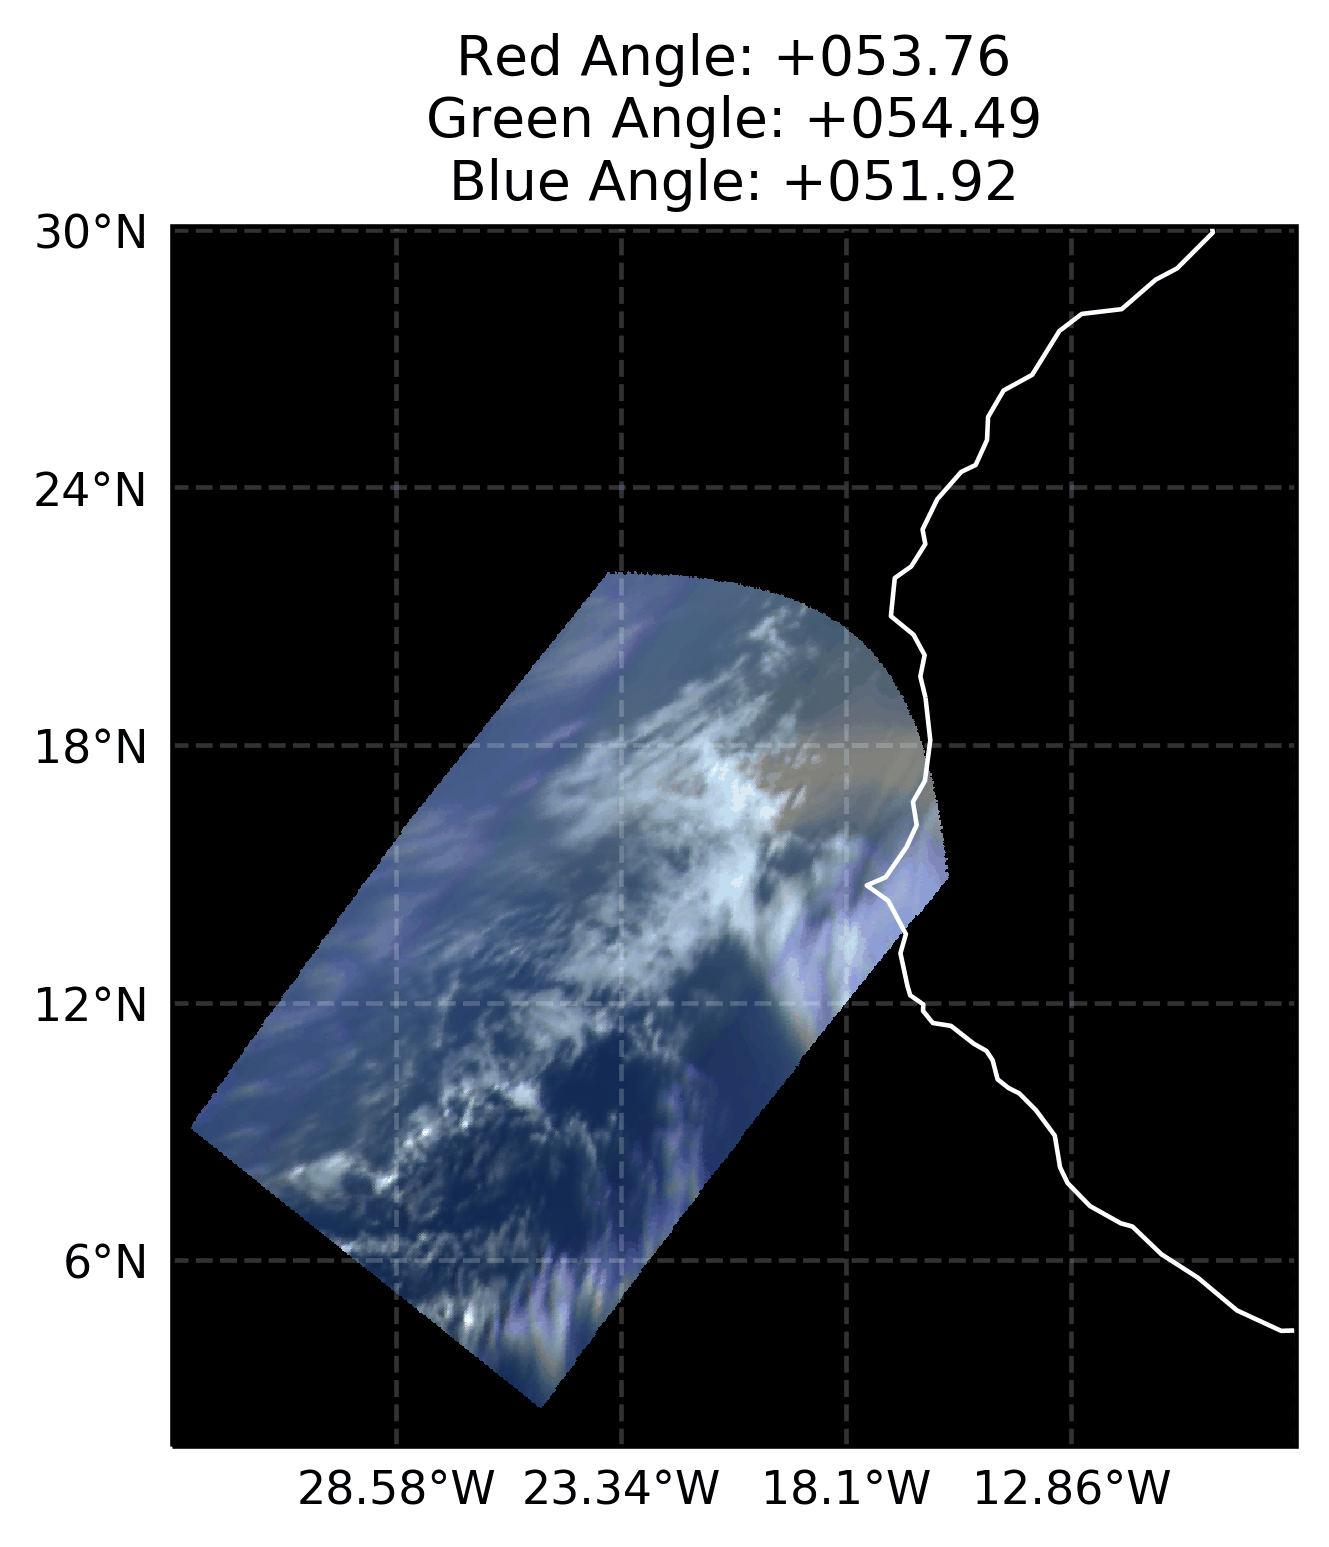 Red Angle: +053.76
Green Angle: +054.49
Blue Angle: +051.92
30°N
24°N
18°N
12°N
6°N
28.58°W 23.34°W 18.1°W 12.86°W